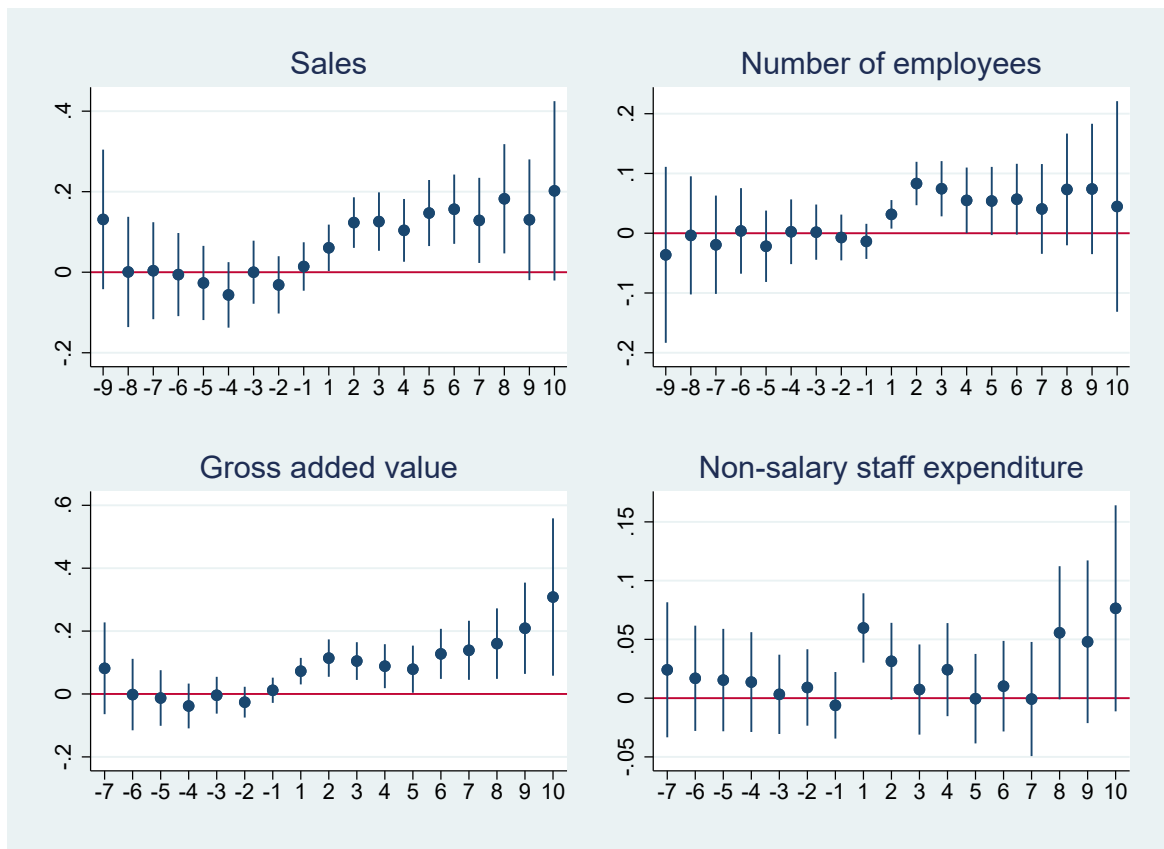 Sales
.4
.2
0
-.2
-9 -8 -7 -6 -5 -4 -3 -2 -1 1 2 3 4 5 6 7 8 9 10
Number of employees
.2
.1
0
-.1
-.2
-9 -8 -7 -6 -5 -4 -3 -2 -1 1 2 3 4 5 6 7 8 9 10
Gross added value
.6
.4
.2
0
-.2
-7 -6 -5 -4 -3 -2 -1 1 2 3 4 5 6 7 8 9 10
Non-salary staff expenditure
.15
.1
.05
0
-.05
-7 -6 -5 -4 -3 -2 -1 1 2 3 4 5 6 7 8 9 10